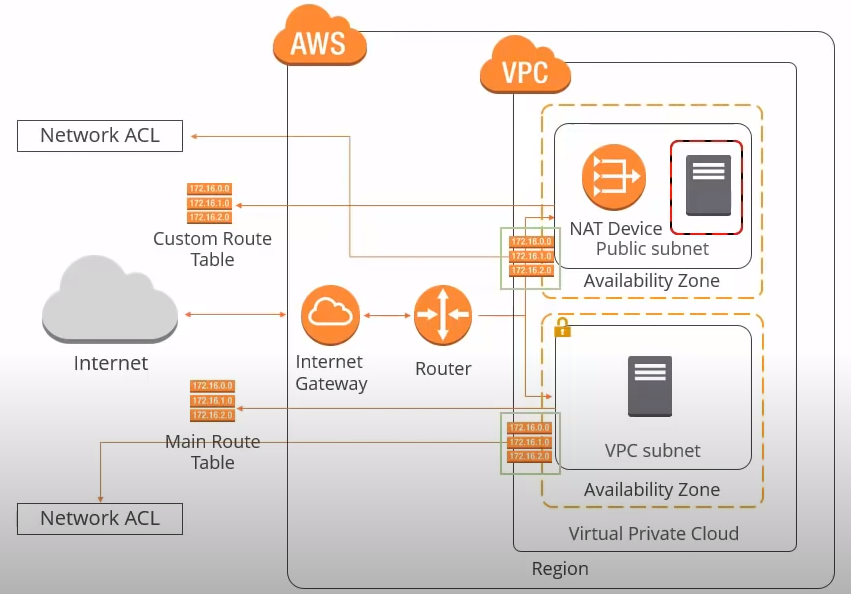 AWS
VPC
Network ACL
172.16.0.0
172.16.1.0
172.16.2.0
Custom Route
Table
NAT Device
Public subnet
172.16.0.0
172.16.1.0
172.16.2.0
Availability Zone
Internet
Internet
Gateway
Router
172.16.0.0
172.16.1.0
172.16.2.0
Main Route
Table
172.16.0.0
172.16.1.0
172.16.2.0
VPC subnet
Availability Zone
Network ACL
Virtual Private Cloud
Region